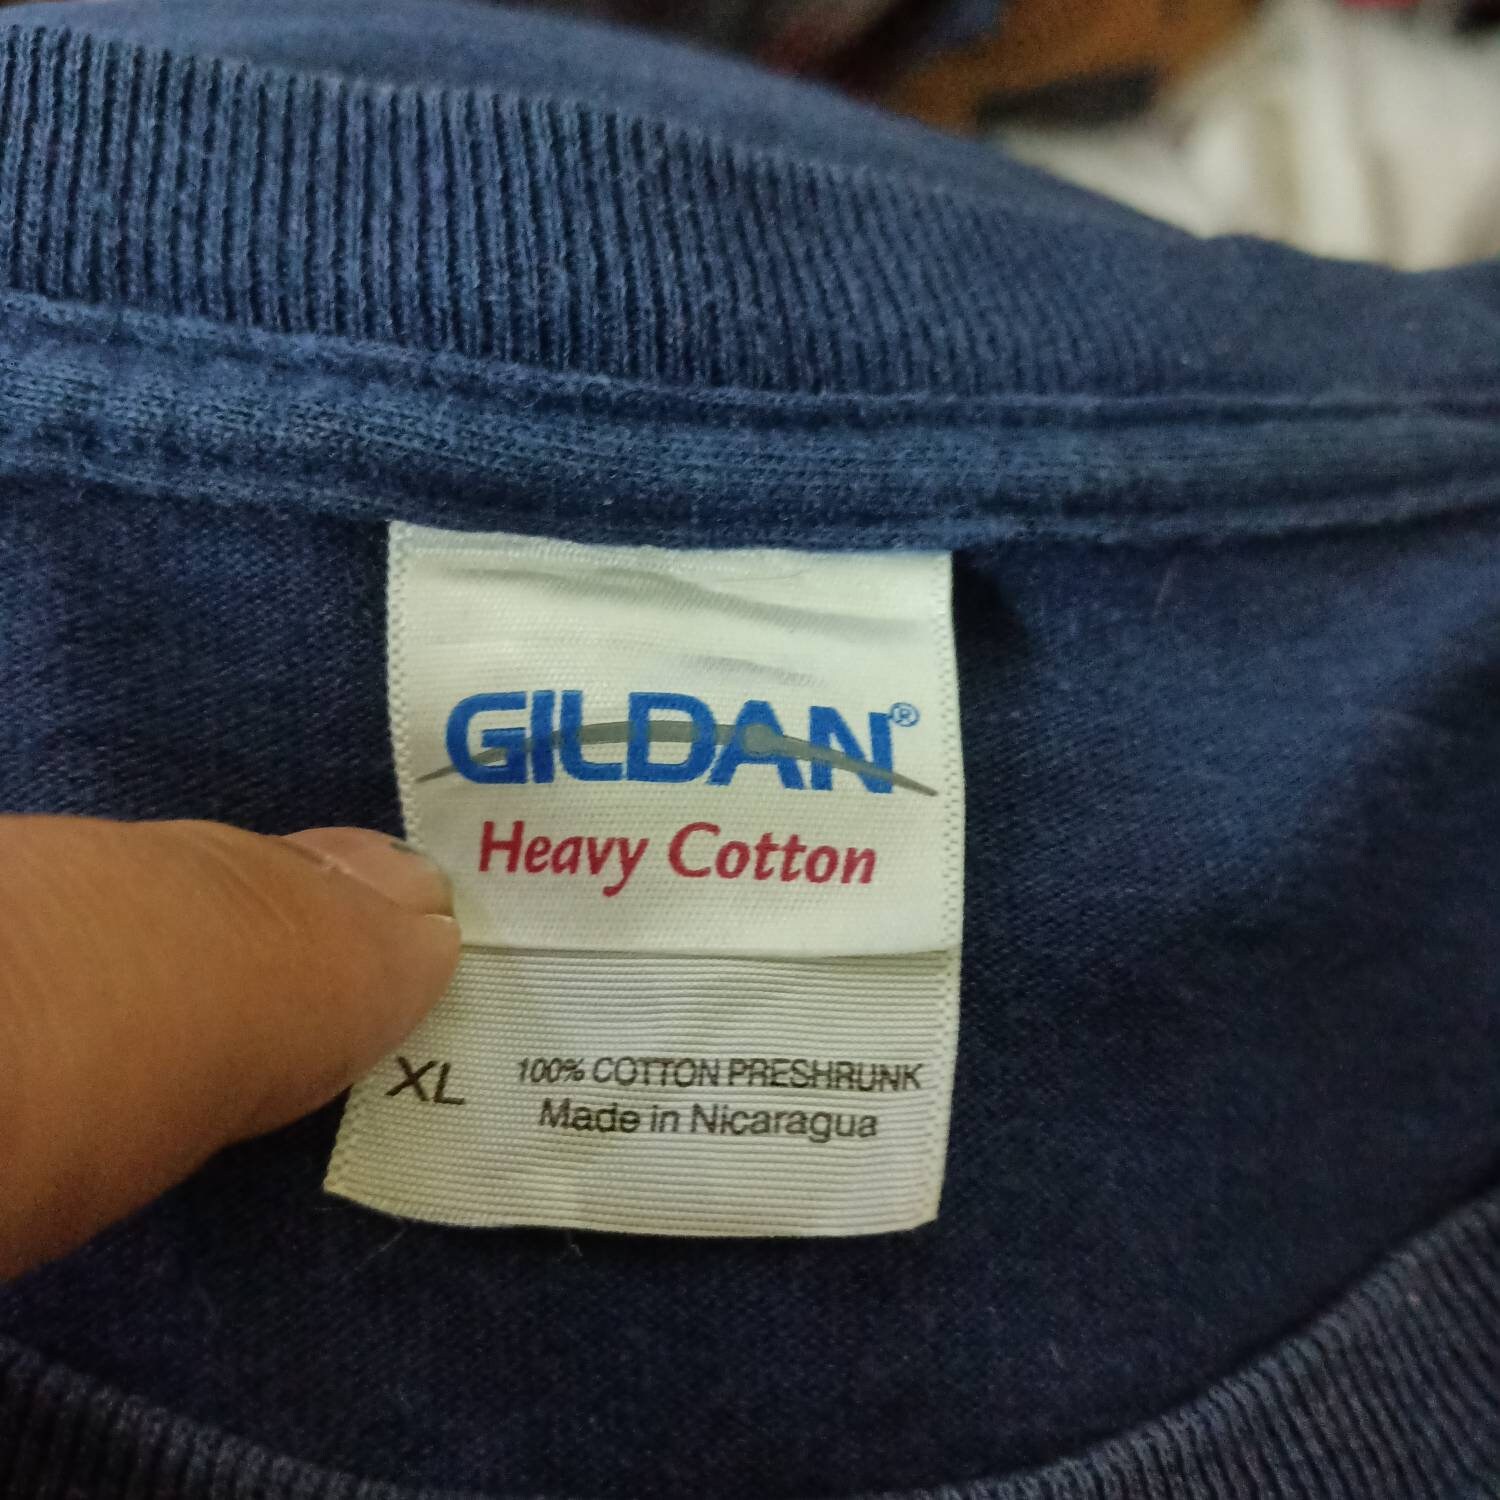 GILDAN®
Heavy Cotton
XL 100% COTTON PRESHRUNK
Made in Nicaragua